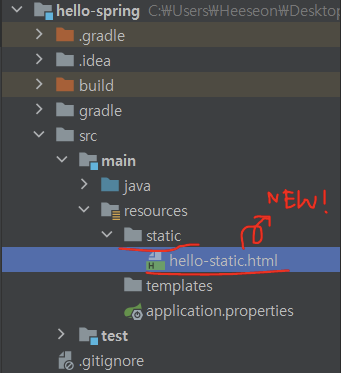 hello-spring C:₩Users₩Heeseon₩Desktop
.gradle
.idea
build
gradle
src
main
java
resources
NEW!
static
hello-static.html
templates
application.properties
test
.gitignore